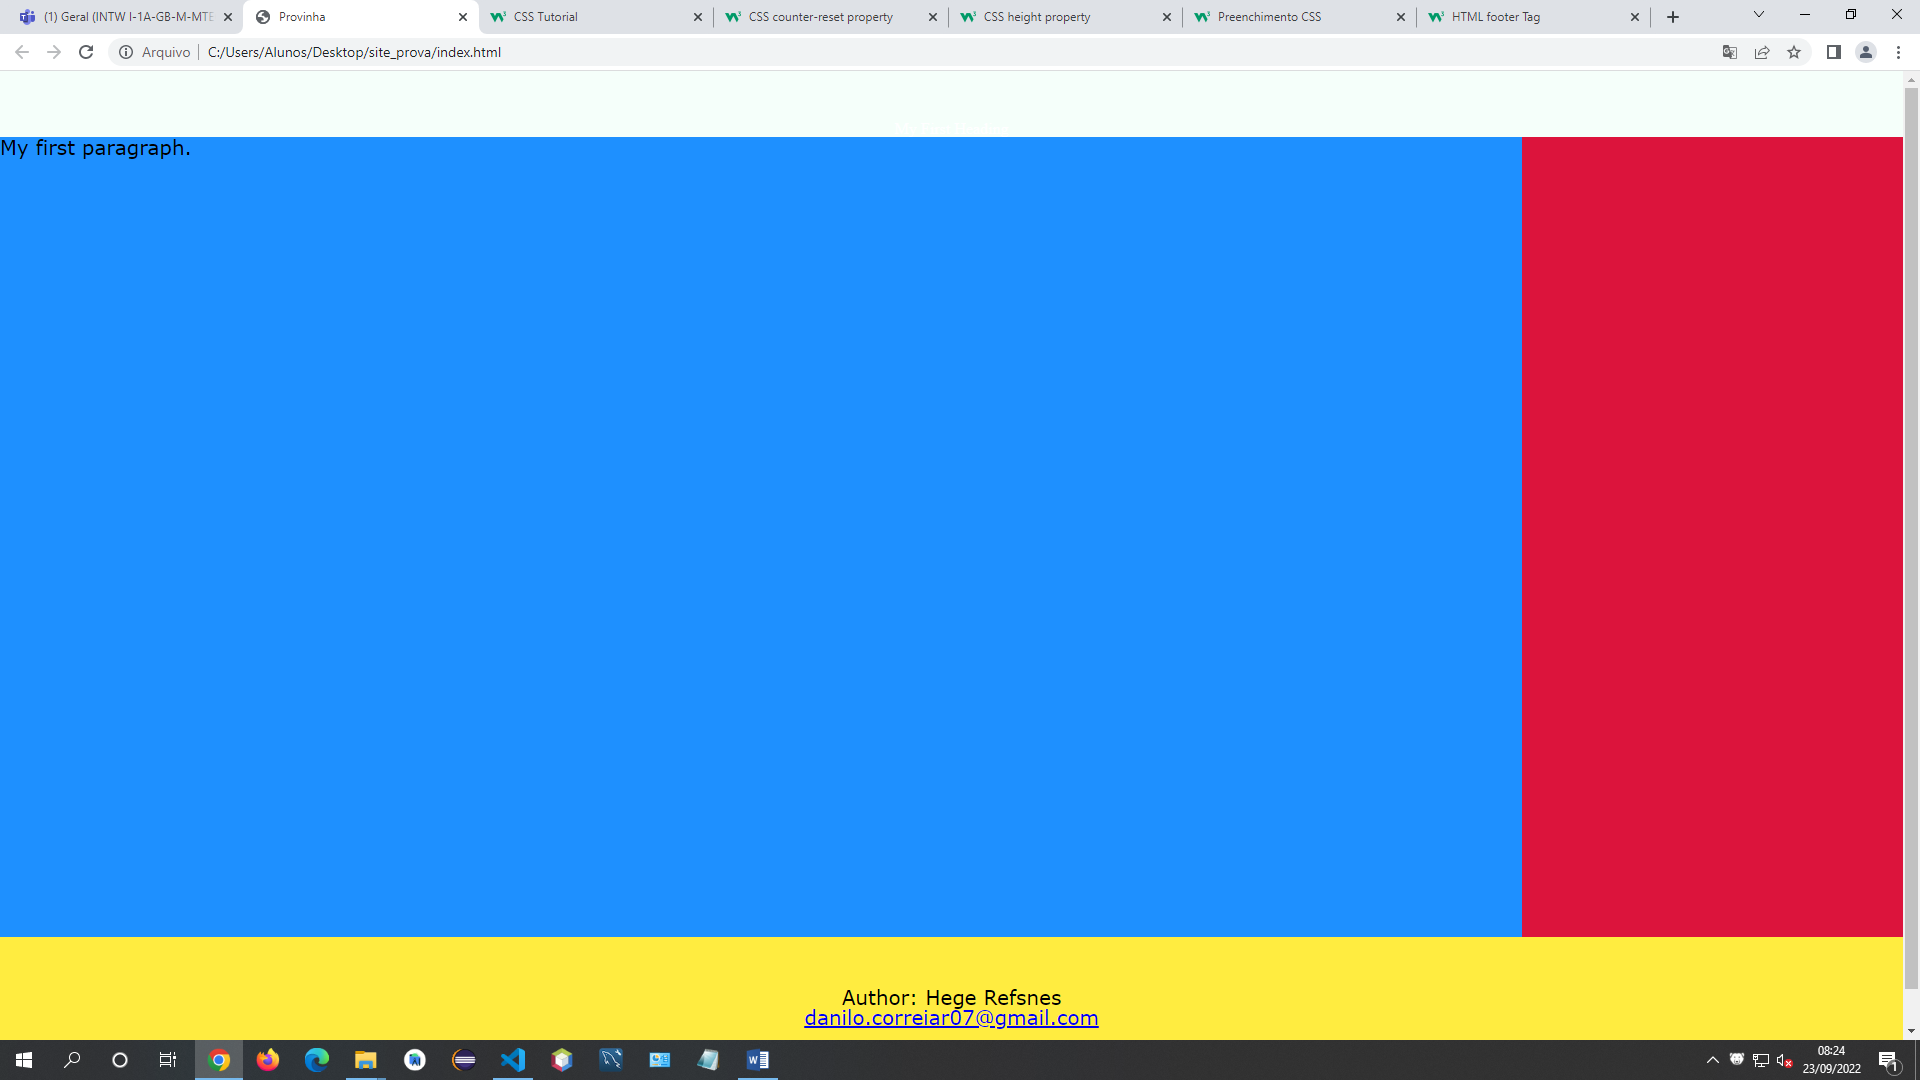 (1) Geral (INTW I-1A-GB-M-MTE
Provinha
CSS Tutorial
CSS counter-reset property
CSS height property
Preenchimento CSS
HTML footer Tag
Arquivo
C:/Users/Alunos/Desktop/site_prova/index.html
My first paragraph.
Author: Hege Refsnes
danilo.correiar07@gmail.com
08:24
23/09/2022
1